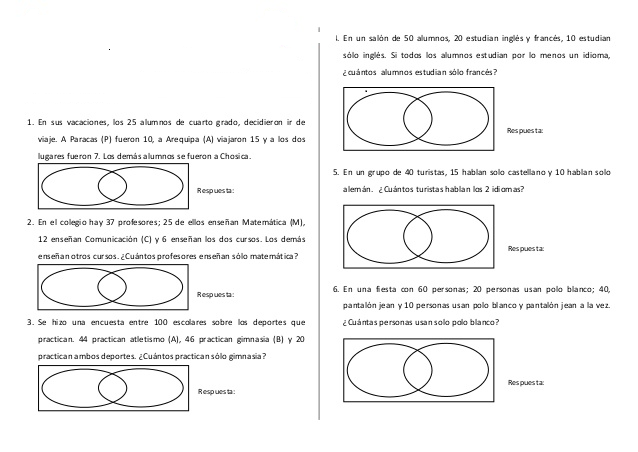 1. En sus vacaciones, los 25 alumnos de cuarto grado, decidieron ir de
viaje. A Paracas (P) fueron 10, a Arequipa (A) viajaron 15 y a los dos
lugares fueron 7. Los demás alumnos se fueron a Chosica.
Respuesta:
2. En el colegio hay 37 profesores; 25 de ellos enseñan Matemática (M),
12 enseñan Comunicación (C) y 6 enseñan los dos cursos. Los demás
enseñan otros cursos. ¿Cuántos profesores enseñan sólo matemática?
Respuesta:
3. Se hizo una encuesta entre 100 escolares sobre los deportes que
practican. 44 practican atletismo (A), 46 practican gimnasia (B) y 20
practican ambos deportes. ¿Cuántos practican sólo gimnasia?
Respuesta:
En un salón de 50 alumnos, 20 estudian inglés y francés, 10 estudian
sólo inglés. Si todos los alumnos estudian por lo menos un idioma,
¿cuántos alumnos estudian sólo francés?
Respuesta:
5. En un grupo de 40 turistas, 15 hablan solo castellano y 10 hablan solo
alemán. ¿Cuántos turistas hablan los 2 idiomas?
Respuesta:
6. En una fiesta con 60 personas; 20 personas usan polo blanco; 40,
pantalón jean y 10 personas usan polo blanco y pantalón jean a la vez.
¿Cuántas personas usan solo polo blanco?
Respuesta: